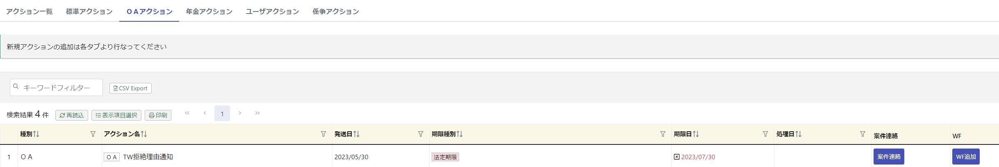 アクション一覧 標準アクション ＯＡアクション 年金アクション ユーザアクション 係争アクション
新規アクションの追加は各タブより行なってください
キーワードフィルター CSV Export
検索結果 4 件 再読込 表示項目選択 印刷 « ‹ 1 › »
種別 アクション名 発送日 期限種別 期限日 処理日 案件連絡 WF
1 ＯＡ ＯＡ TW拒絶理由通知 2023/05/30 法定期限 2023/07/30 案件連絡 WF追加